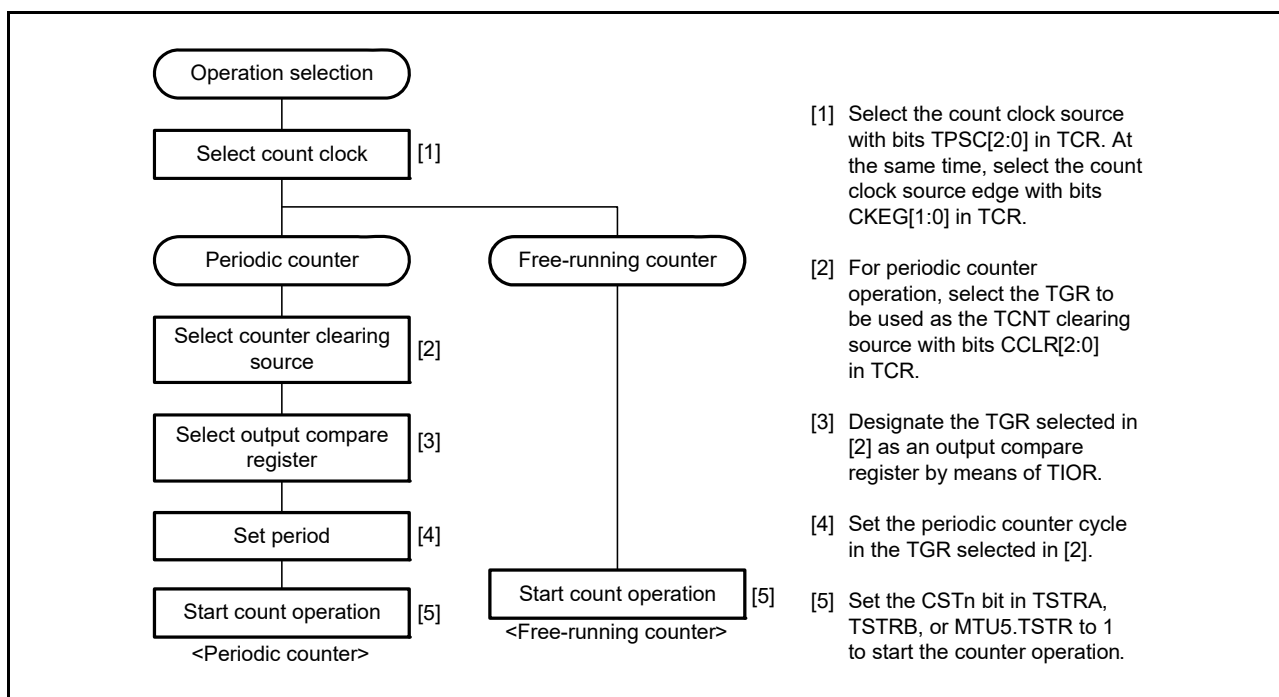 Operation selection
Select count clock
[1]
Periodic counter
Free-running counter
Select counter clearing
source
[2]
Select output compare
register
[3]
Set period
[4]
Start count operation
[5]
<Periodic counter>
Start count operation
[5]
<Free-running counter>
[1] Select the count clock source
with bits TPSC[2:0] in TCR. At
the same time, select the count
clock source edge with bits
CKEG[1:0] in TCR.
[2] For periodic counter
operation, select the TGR to
be used as the TCNT clearing
source with bits CCLR[2:0]
in TCR.
[3] Designate the TGR selected in
[2] as an output compare
register by means of TIOR.
[4] Set the periodic counter cycle
in the TGR selected in [2].
[5] Set the CSTn bit in TSTRA,
TSTRB, or MTU5.TSTR to 1
to start the counter operation.